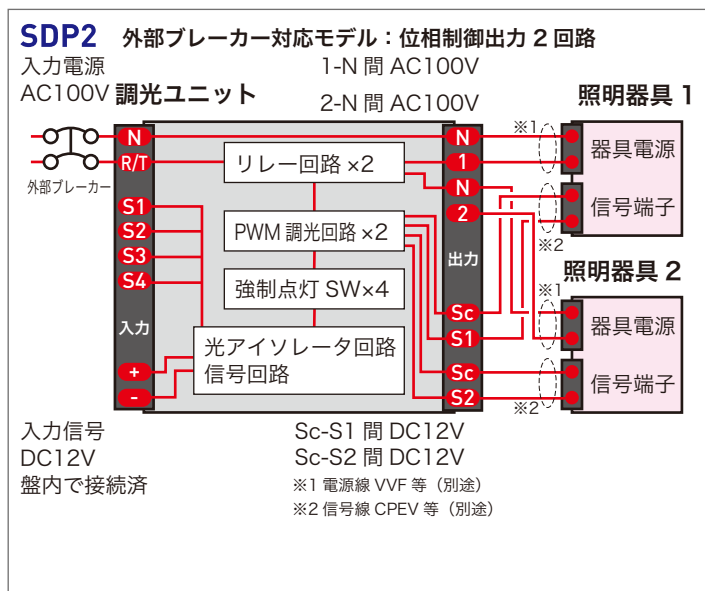 SDP2 外部ブレーカー対応モデル：位相制御出力 2 回路
入力電源
AC100V
調光ユニット
1-N 間 AC100V
2-N 間 AC100V
照明器具 1
N
R/T
外部ブレーカー
S1
S2
S3
S4
入力
+
-
リレー回路 ×2
PWM 調光回路 ×2
強制点灯 SW×4
光アイソレータ回路
信号回路
N
1
N
2
出力
Sc
S1
Sc
S2
※1
器具電源
信号端子
※2
照明器具 2
※1
器具電源
信号端子
※2
入力信号
DC12V
盤内で接続済
Sc-S1 間 DC12V
Sc-S2 間 DC12V
※1 電源線 VVF 等（別途）
※2 信号線 CPEV 等（別途）